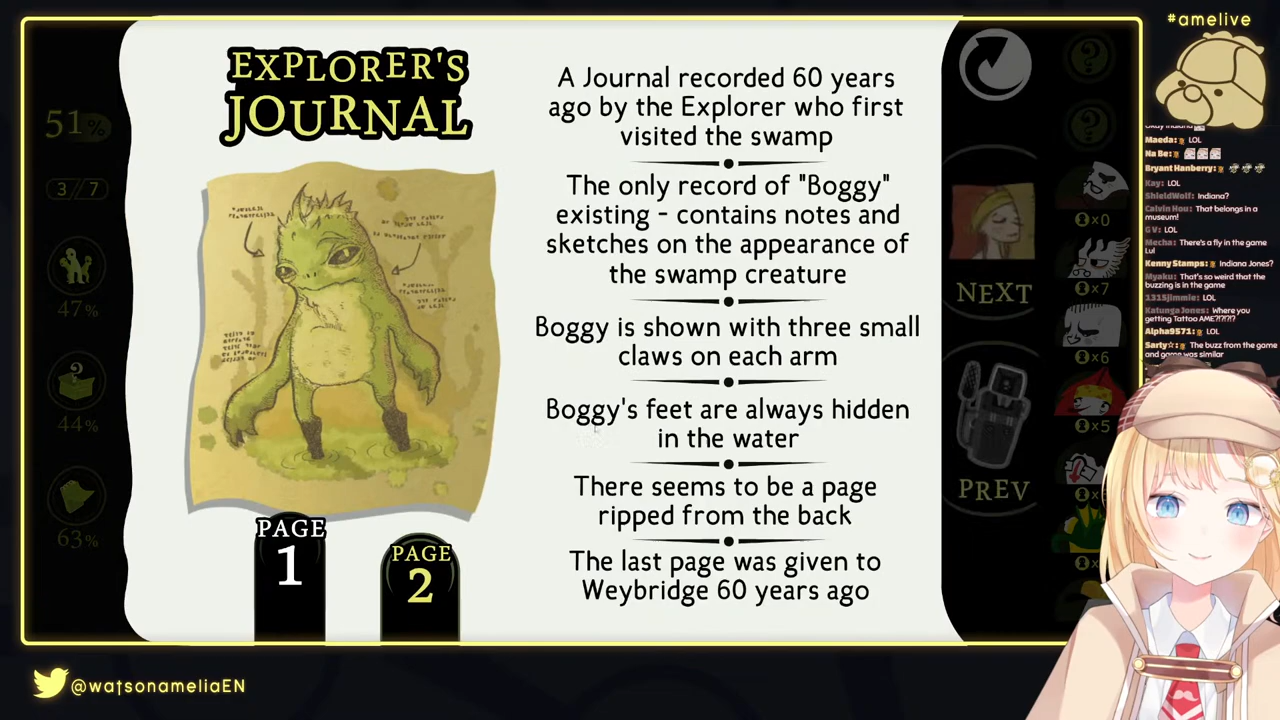 #amelive
EXPLORER'S
JOURNAL
A Journal recorded 60 years
ago by the Explorer who first
visited the swamp
The only record of "Boggy"
existing - contains notes and
sketches on the appearance of
the swamp creature
Boggy is shown with three small
claws on each arm
Boggy's feet are always hidden
in the water
There seems to be a page
ripped from the back
The last page was given to
Weybridge 60 years ago
PAGE
1
PAGE
2
51%
3/7
47%
44%
63%
NEXT
PREV
x0
x7
x6
x5
Maeda: LOL
Na Be:
Bryant Hanberry:
Kay: LOL
ShieldWolf: Indiana?
Calvin Hou: That belongs in a
museum!
G V: LOL
Mecha: There's a fly in the game
Lul
Kenny Stamps: Indiana Jones?
Myaku: That's so weird that the
buzzing is in the game
1315jimmie: LOL
Katunga Jones: Where you
getting Tattoo AME?!?!?!?
Alpha9571: LOL
Sarty☆: The buzz from the game
and game was similar
@watsonameliaEN